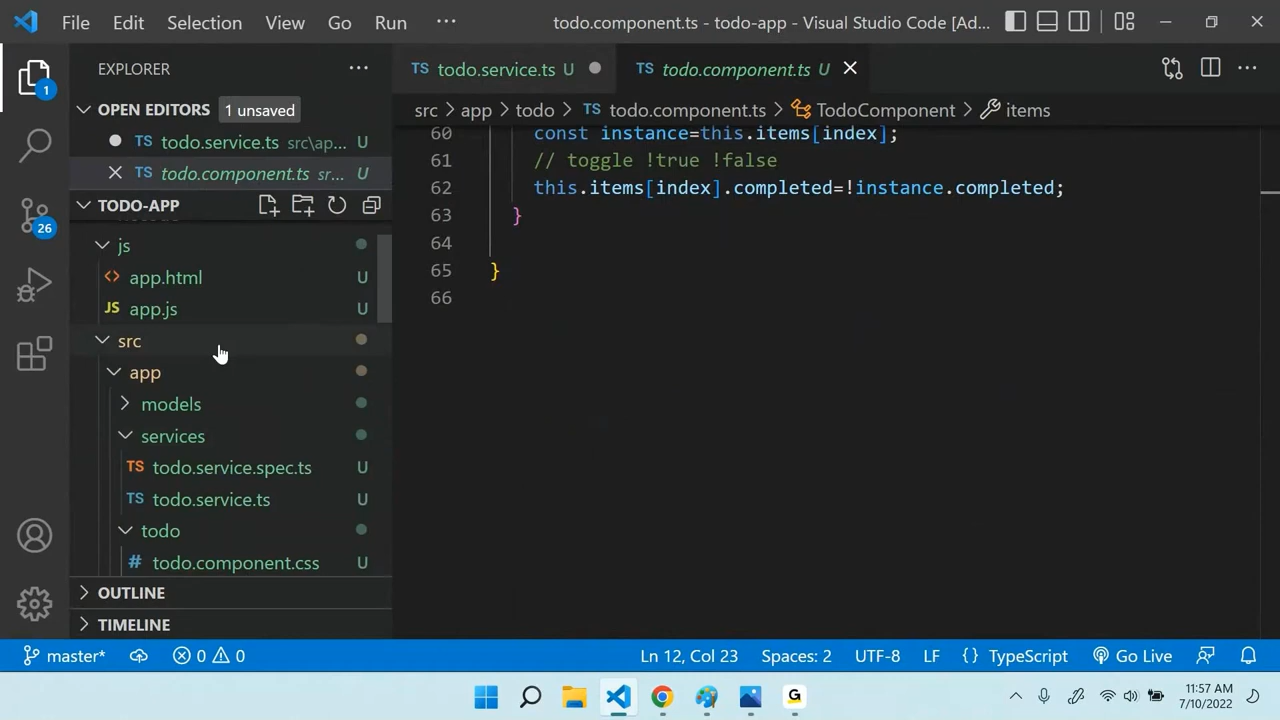 File Edit Selection View Go Run ··· todo.component.ts - todo-app - Visual Studio Code [Ad...
EXPLORER ···
OPEN EDITORS 1 unsaved
TS todo.service.ts src\ap... U
TS todo.component.ts sr... U
TODO-APP
js
<> app.html U
JS app.js U
src
app
models
services
TS todo.service.spec.ts U
TS todo.service.ts U
todo
# todo.component.css U
OUTLINE
TIMELINE
1
26
TS todo.service.ts U
TS todo.component.ts U
src > app > todo > TS todo.component.ts > TodoComponent > items
60 const instance=this.items[index];
61 // toggle !true !false
62 this.items[index].completed=!instance.completed;
63 }
64
65 }
66
master* 0 0 Ln 12, Col 23 Spaces: 2 UTF-8 LF {} TypeScript Go Live
G
11:57 AM
7/10/2022